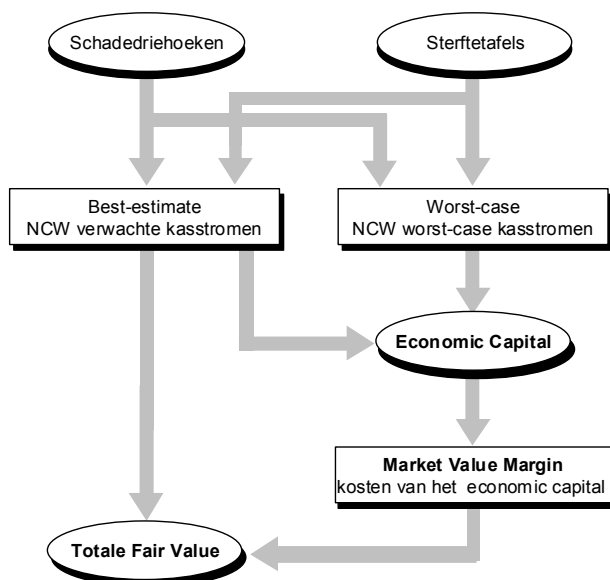 Schadedriehoeken
Sterftetafels
Best-estimate
NCW verwachte kasstromen
Worst-case
NCW worst-case kasstromen
Economic Capital
Market Value Margin
kosten van het economic capital
Totale Fair Value